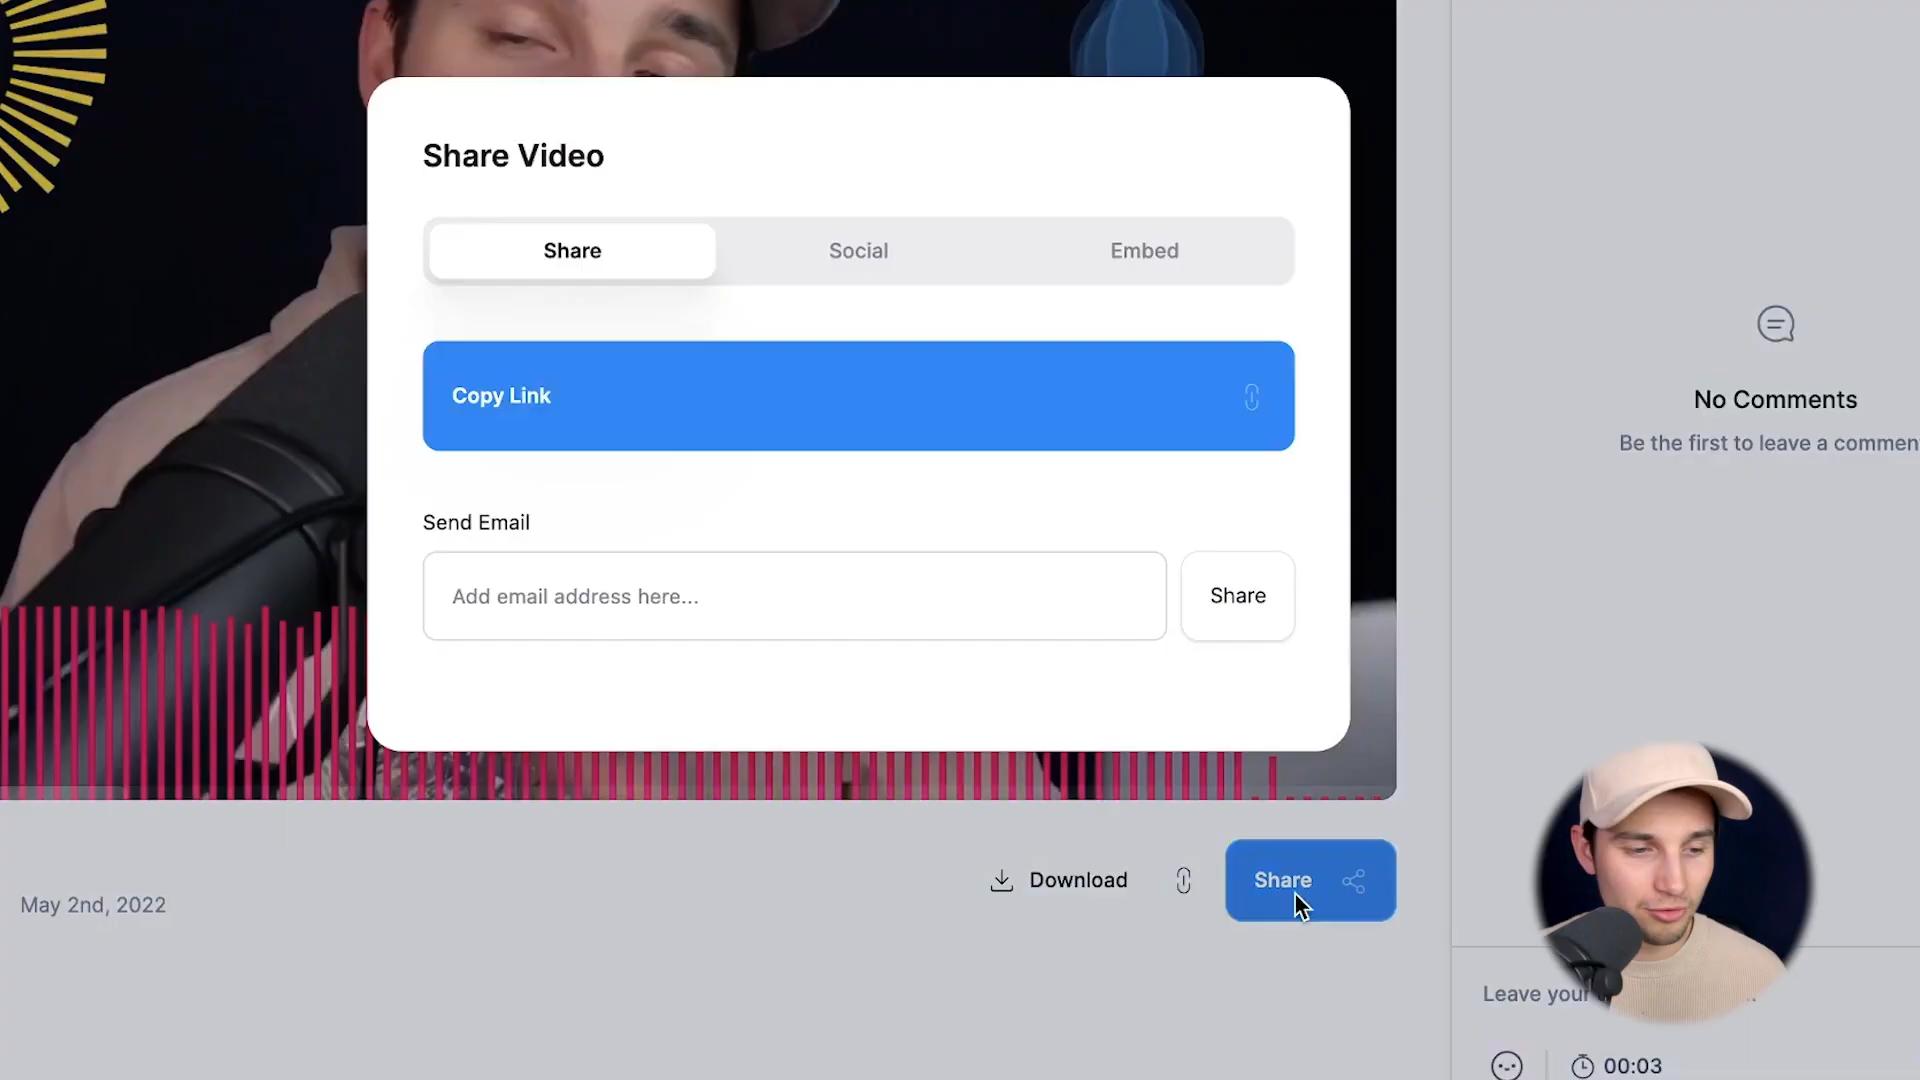 Share Video
Share
Social
Embed
Copy Link
Send Email
Add email address here...
Share
No Comments
Be the first to leave a commen
May 2nd, 2022
Download
Share
Leave your
00:03